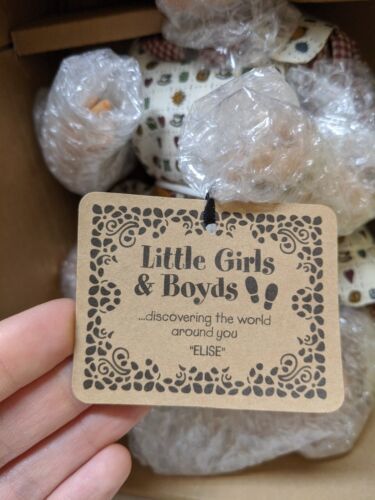 Little Girls
& Boyds
...discovering the world
around you
"ELISE"